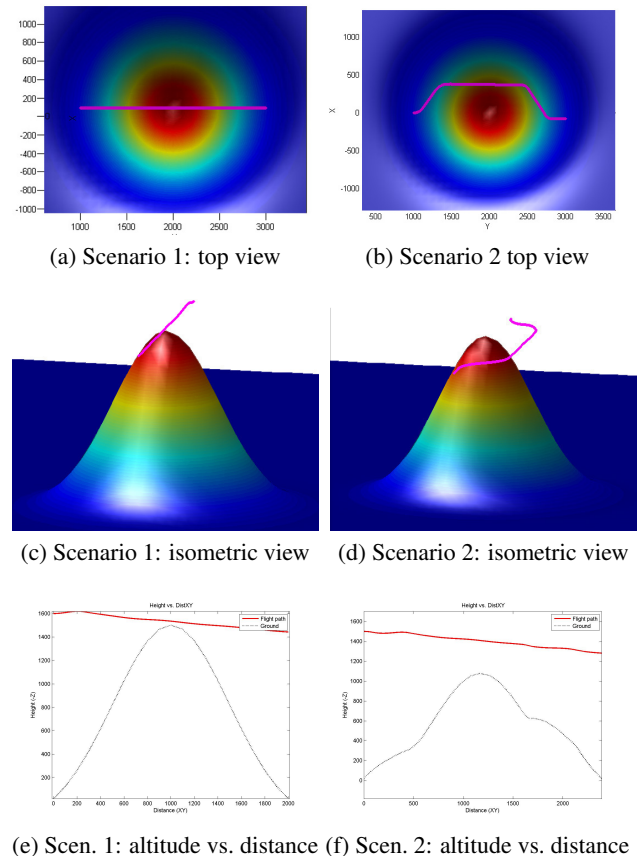 1000
800
600
400
200
0
-200
-400
-600
-800
-1000
1000 1500 2000 2500 3000
1000
500
X
0
-500
-1000
500 1000 1500 2000 2500 3000 3500
Y
(a) Scenario 1: top view
(b) Scenario 2 top view
(c) Scenario 1: isometric view
(d) Scenario 2: isometric view
Height vs. DistXY
1600
1400
1200
1000
800
600
400
200
Height (-Z)
Flight path
Ground
0 200 400 600 800 1000 1200 1400 1600 1800 2000
Distance (XY)
Height vs. DistXY
1600
1400
1200
1000
800
600
400
200
0
Height (-Z)
Flight path
Ground
0 500 1000 1500 2000
Distance (XY)
(e) Scen. 1: altitude vs. distance
(f) Scen. 2: altitude vs. distance